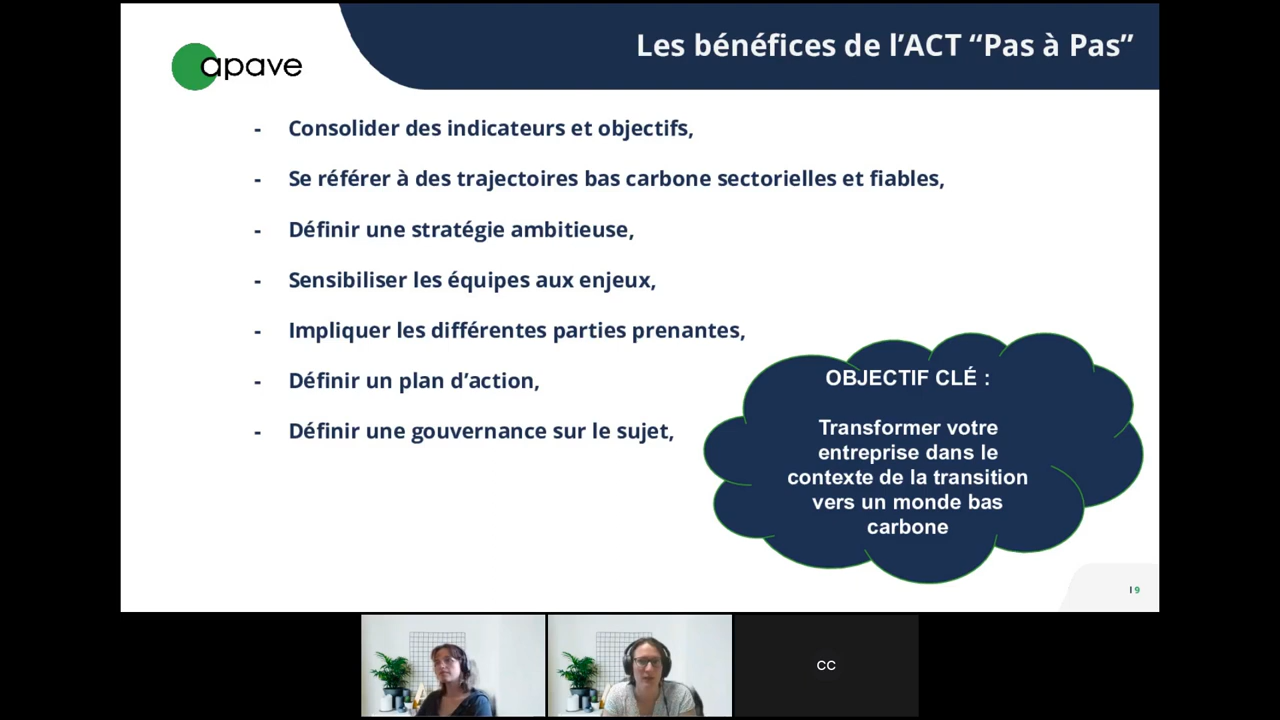 apave
Les bénéfices de l’ACT “Pas à Pas”
- Consolider des indicateurs et objectifs,
- Se référer à des trajectoires bas carbone sectorielles et fiables,
- Définir une stratégie ambitieuse,
- Sensibiliser les équipes aux enjeux,
- Impliquer les différentes parties prenantes,
- Définir un plan d’action,
- Définir une gouvernance sur le sujet,
OBJECTIF CLÉ :
Transformer votre
entreprise dans le
contexte de la transition
vers un monde bas
carbone
I 9
CC